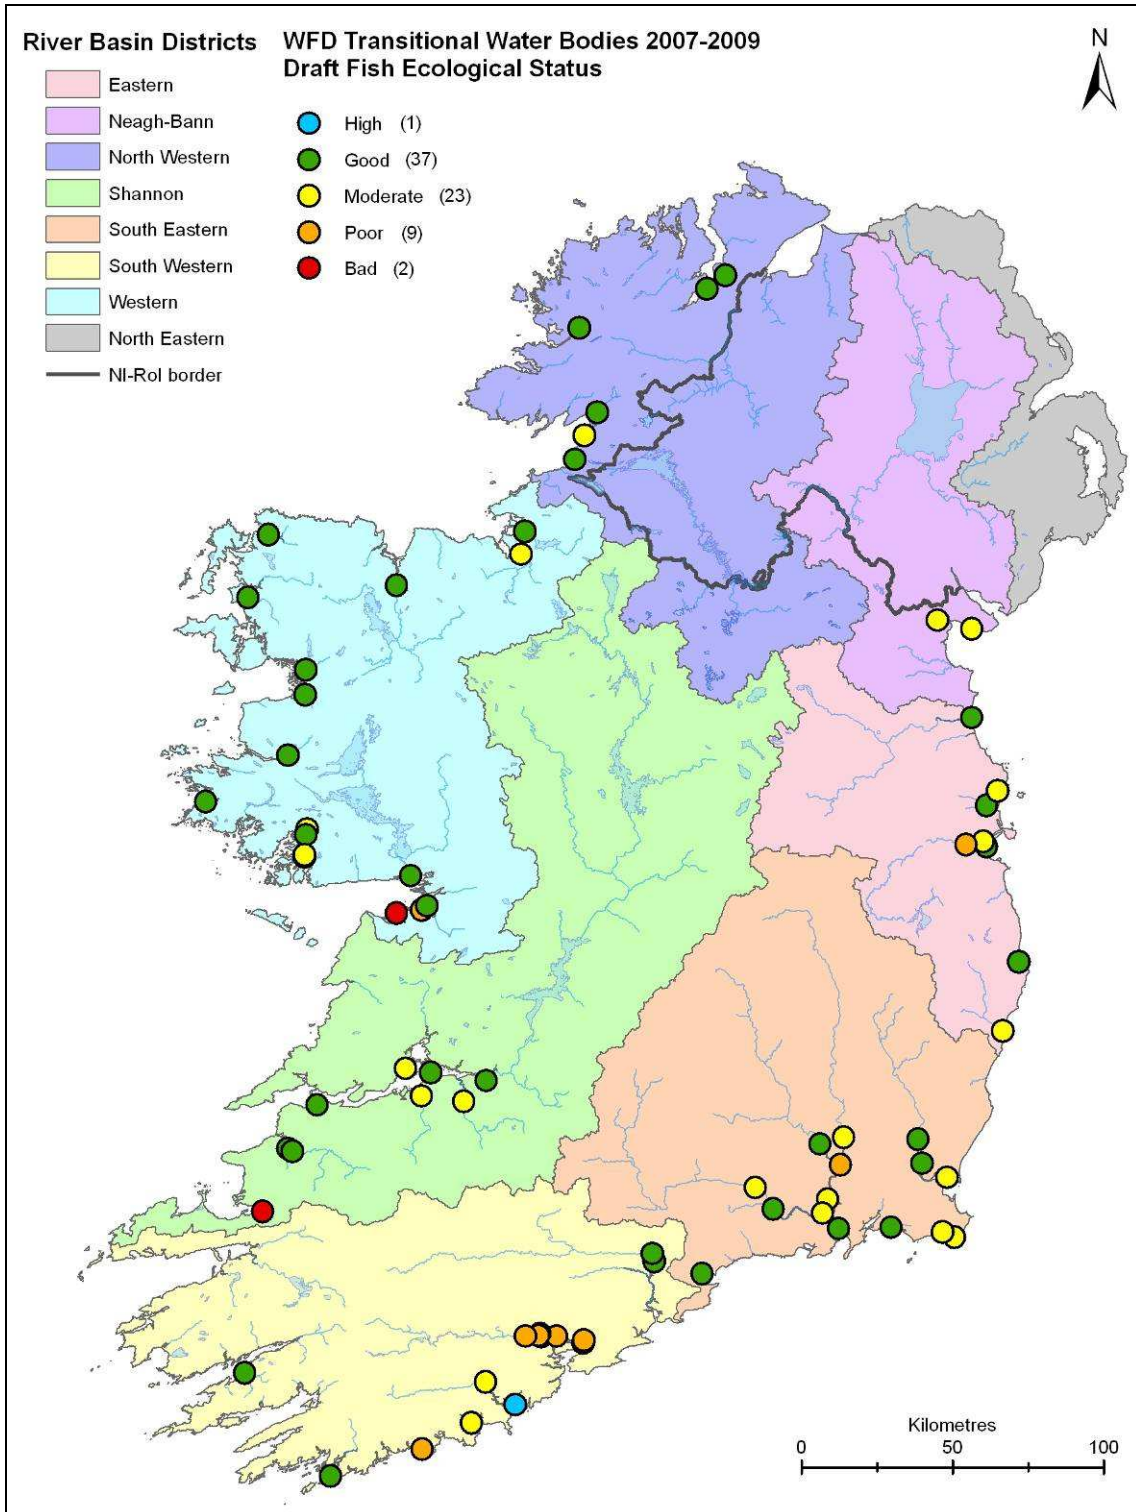 River Basin Districts
Eastern
Neagh-Bann
North Western
Shannon
South Eastern
South Western
Western
North Eastern
NI-RoI border
WFD Transitional Water Bodies 2007-2009
Draft Fish Ecological Status
High (1)
Good (37)
Moderate (23)
Poor (9)
Bad (2)
N
Kilometres
0 50 100